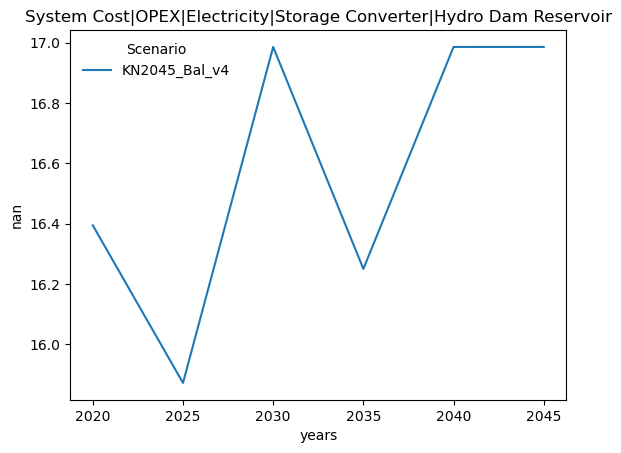 System Cost|OPEX|Electricity|Storage Converter|Hydro Dam Reservoir
Scenario
KN2045_Bal_v4
17.0
16.8
16.6
16.4
16.2
16.0
nan
2020 2025 2030 2035 2040 2045
years